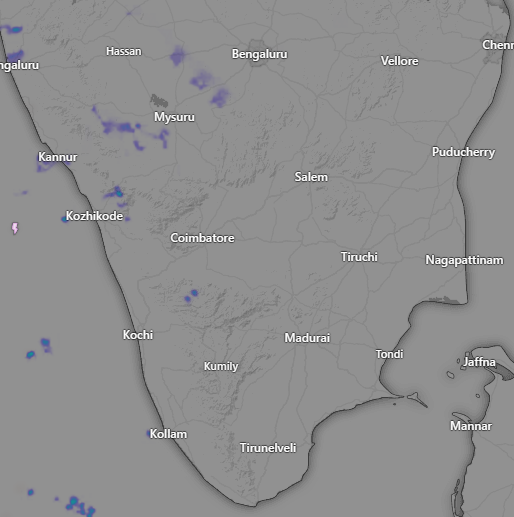 Hassan
Bengaluru
Chenn
Vellore
ngaluru
Mysuru
Kannur
Puducherry
Salem
Kozhikode
Coimbatore
Tiruchi
Nagapattinam
Kochi
Madurai
Tondi
Kumily
Jaffna
Mannar
Kollam
Tirunelveli